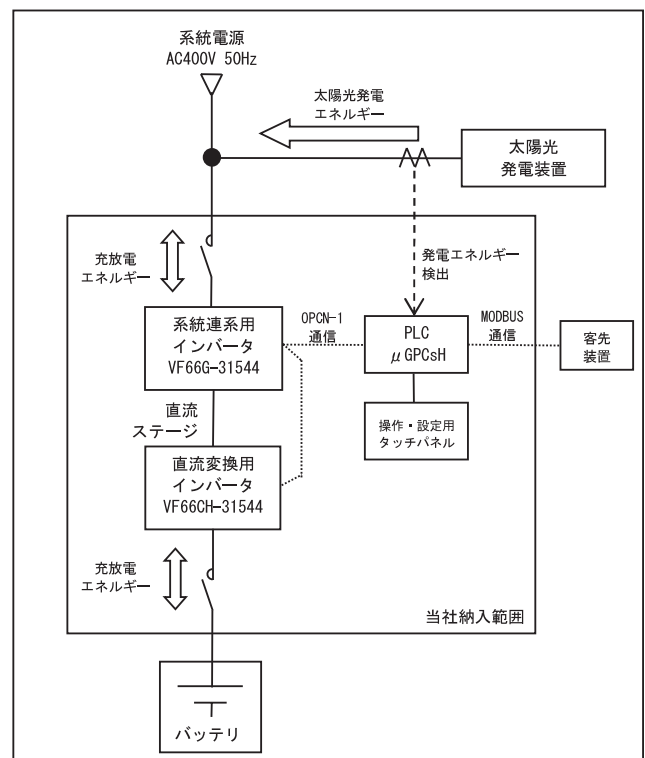 系統電源
AC400V 50Hz
太陽光発電
エネルギー
太陽光
発電装置
充放電
エネルギー
発電エネルギー
検出
系統連系用
インバータ
VF66G-31544
OPCN-1
通信
PLC
μGPCsH
MODBUS
通信
客先
装置
直流
ステージ
操作・設定用
タッチパネル
直流変換用
インバータ
VF66CH-31544
充放電
エネルギー
当社納入範囲
バッテリ